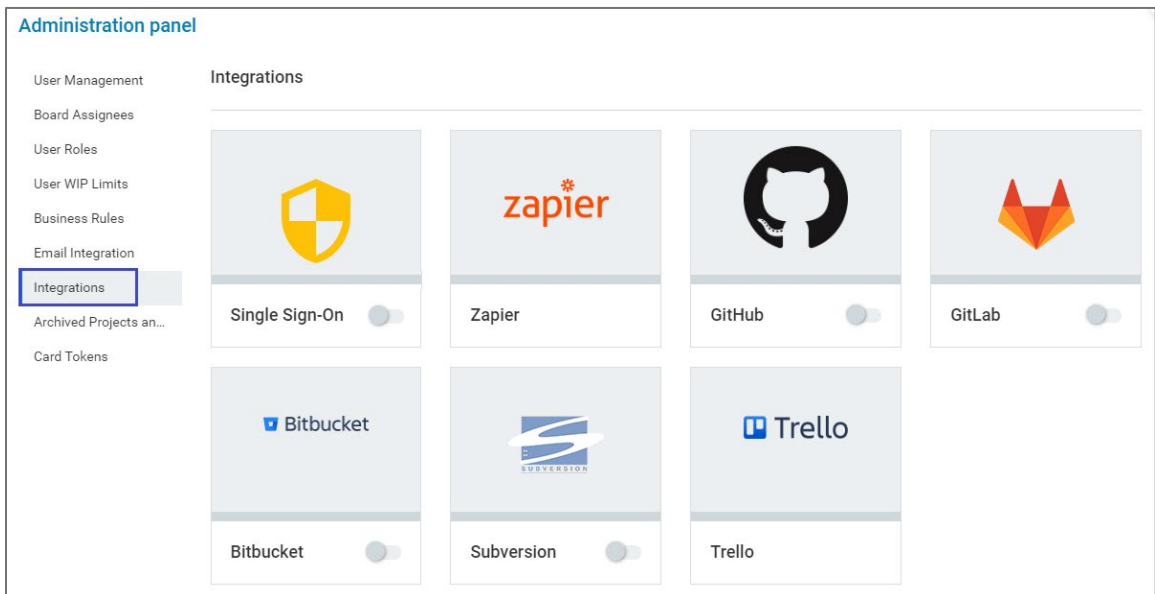 Administration panel
User Management
Board Assignees
User Roles
User WIP Limits
Business Rules
Email Integration
Integrations
Archived Projects an...
Card Tokens
Integrations
zapier
Single Sign-On
Zapier
GitHub
GitLab
Bitbucket
SUBVERSION
Trello
Bitbucket
Subversion
Trello